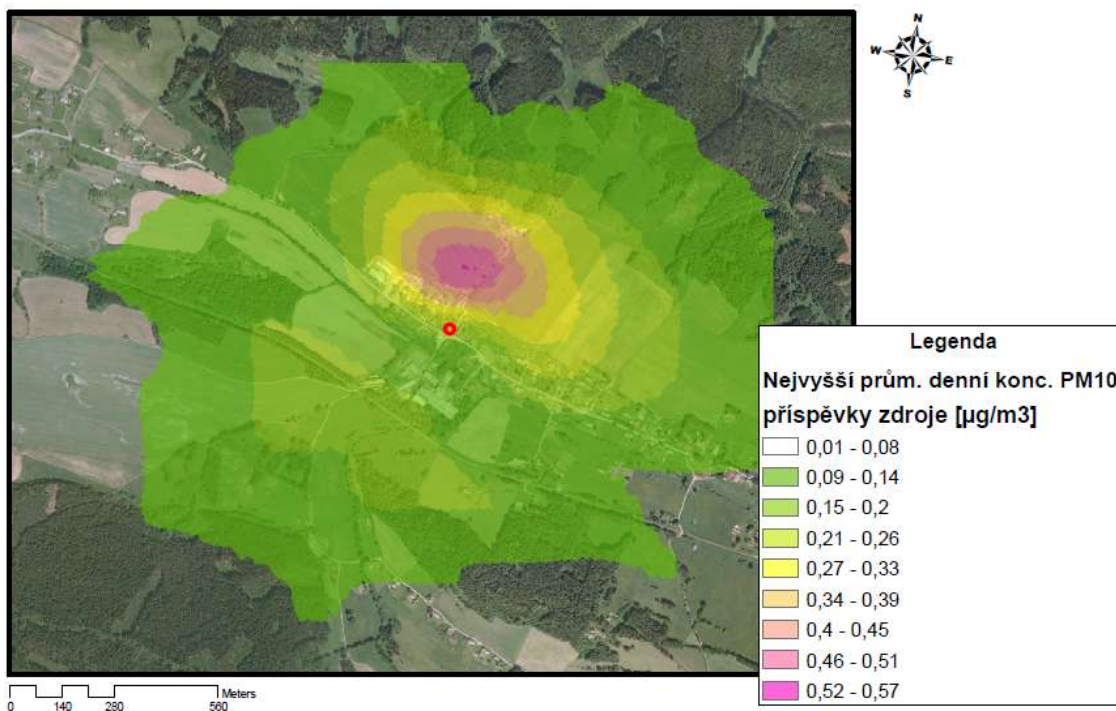 N
W
E
S
Legenda
Nejvyšší prům. denní konc. PM10
příspěvky zdroje [µg/m3]
0,01 - 0,08
0,09 - 0,14
0,15 - 0,2
0,21 - 0,26
0,27 - 0,33
0,34 - 0,39
0,4 - 0,45
0,46 - 0,51
0,52 - 0,57
Meters
0 140 280 560